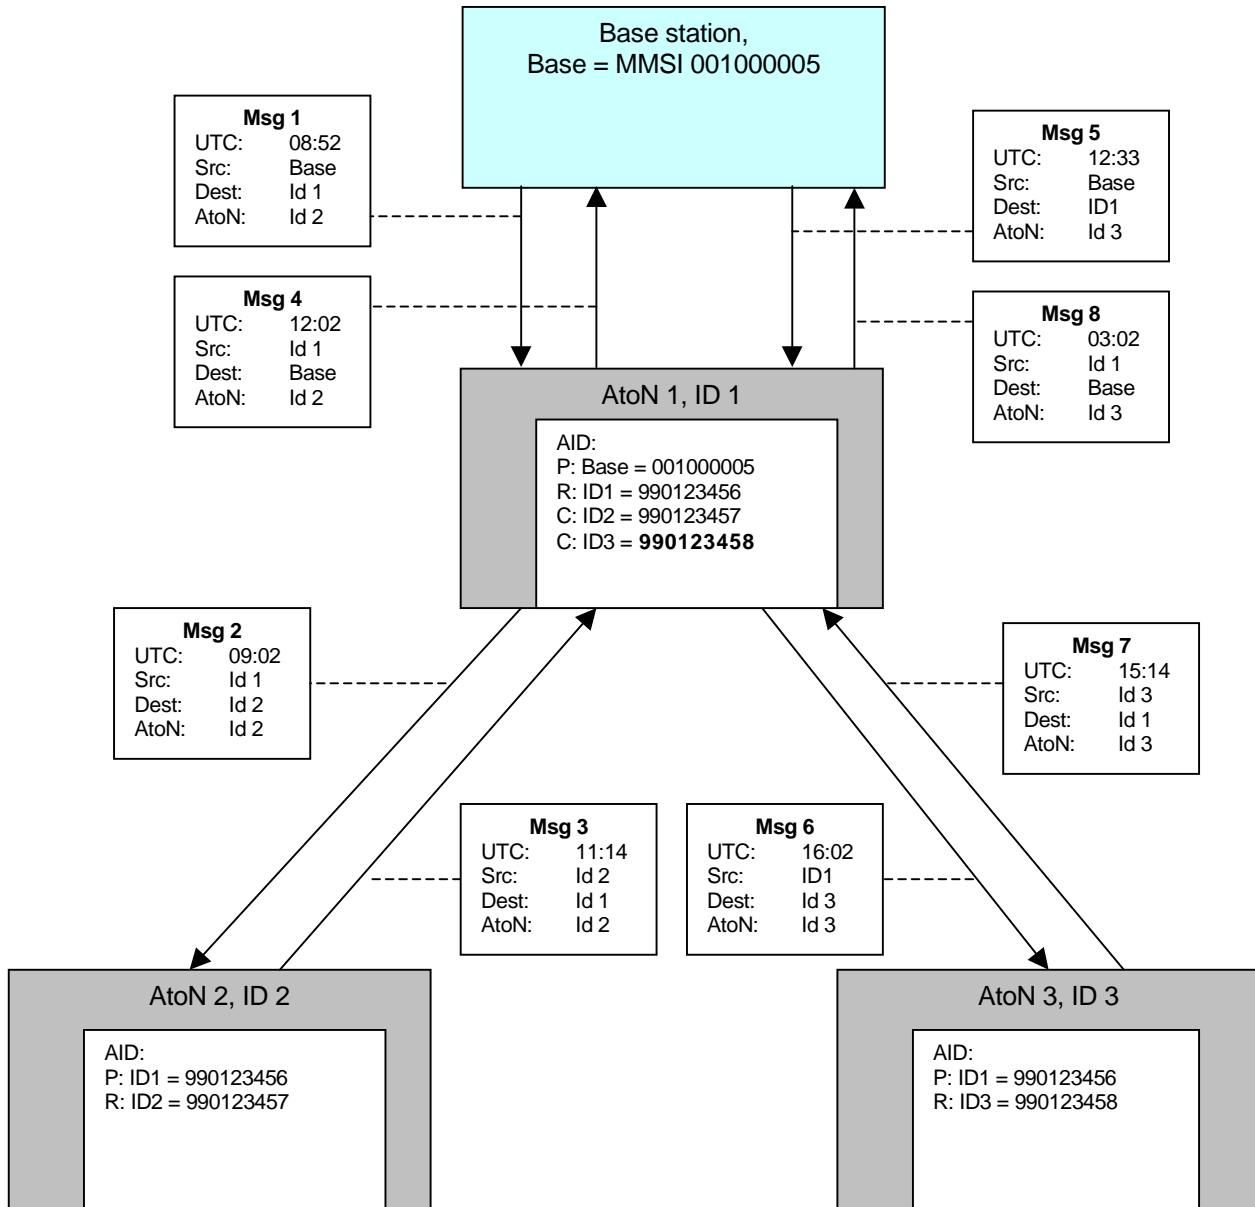 Base station,
Base = MMSI 001000005
Msg 1
UTC: 08:52
Src: Base
Dest: Id 1
AtoN: Id 2
Msg 5
UTC: 12:33
Src: Base
Dest: ID1
AtoN: Id 3
Msg 4
UTC: 12:02
Src: Id 1
Dest: Base
AtoN: Id 2
Msg 8
UTC: 03:02
Src: Id 1
Dest: Base
AtoN: Id 3
AtoN 1, ID 1
AID:
P: Base = 001000005
R: ID1 = 990123456
C: ID2 = 990123457
C: ID3 = 990123458
Msg 2
UTC: 09:02
Src: Id 1
Dest: Id 2
AtoN: Id 2
Msg 7
UTC: 15:14
Src: Id 3
Dest: Id 1
AtoN: Id 3
Msg 3
UTC: 11:14
Src: Id 2
Dest: Id 1
AtoN: Id 2
Msg 6
UTC: 16:02
Src: ID1
Dest: Id 3
AtoN: Id 3
AtoN 2, ID 2
AID:
P: ID1 = 990123456
R: ID2 = 990123457
AtoN 3, ID 3
AID:
P: ID1 = 990123456
R: ID3 = 990123458